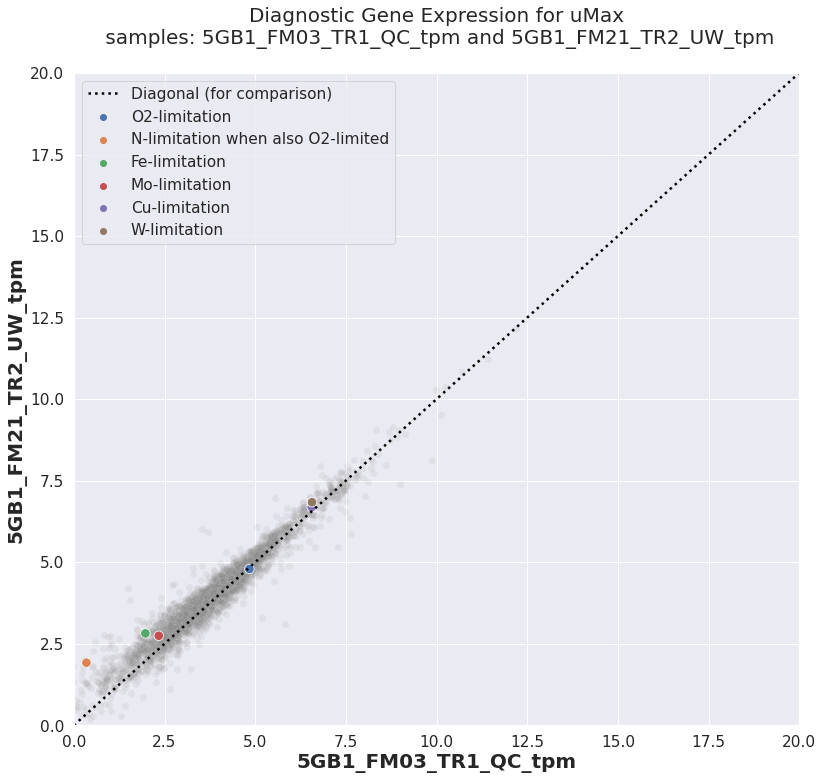 Diagnostic Gene Expression for uMax
samples: 5GB1_FM03_TR1_QC_tpm and 5GB1_FM21_TR2_UW_tpm
20.0
17.5
15.0
12.5
10.0
7.5
5.0
2.5
0.0
5GB1_FM21_TR2_UW_tpm
Diagonal (for comparison)
O2-limitation
N-limitation when also O2-limited
Fe-limitation
Mo-limitation
Cu-limitation
W-limitation
0.0 2.5 5.0 7.5 10.0 12.5 15.0 17.5 20.0
5GB1_FM03_TR1_QC_tpm